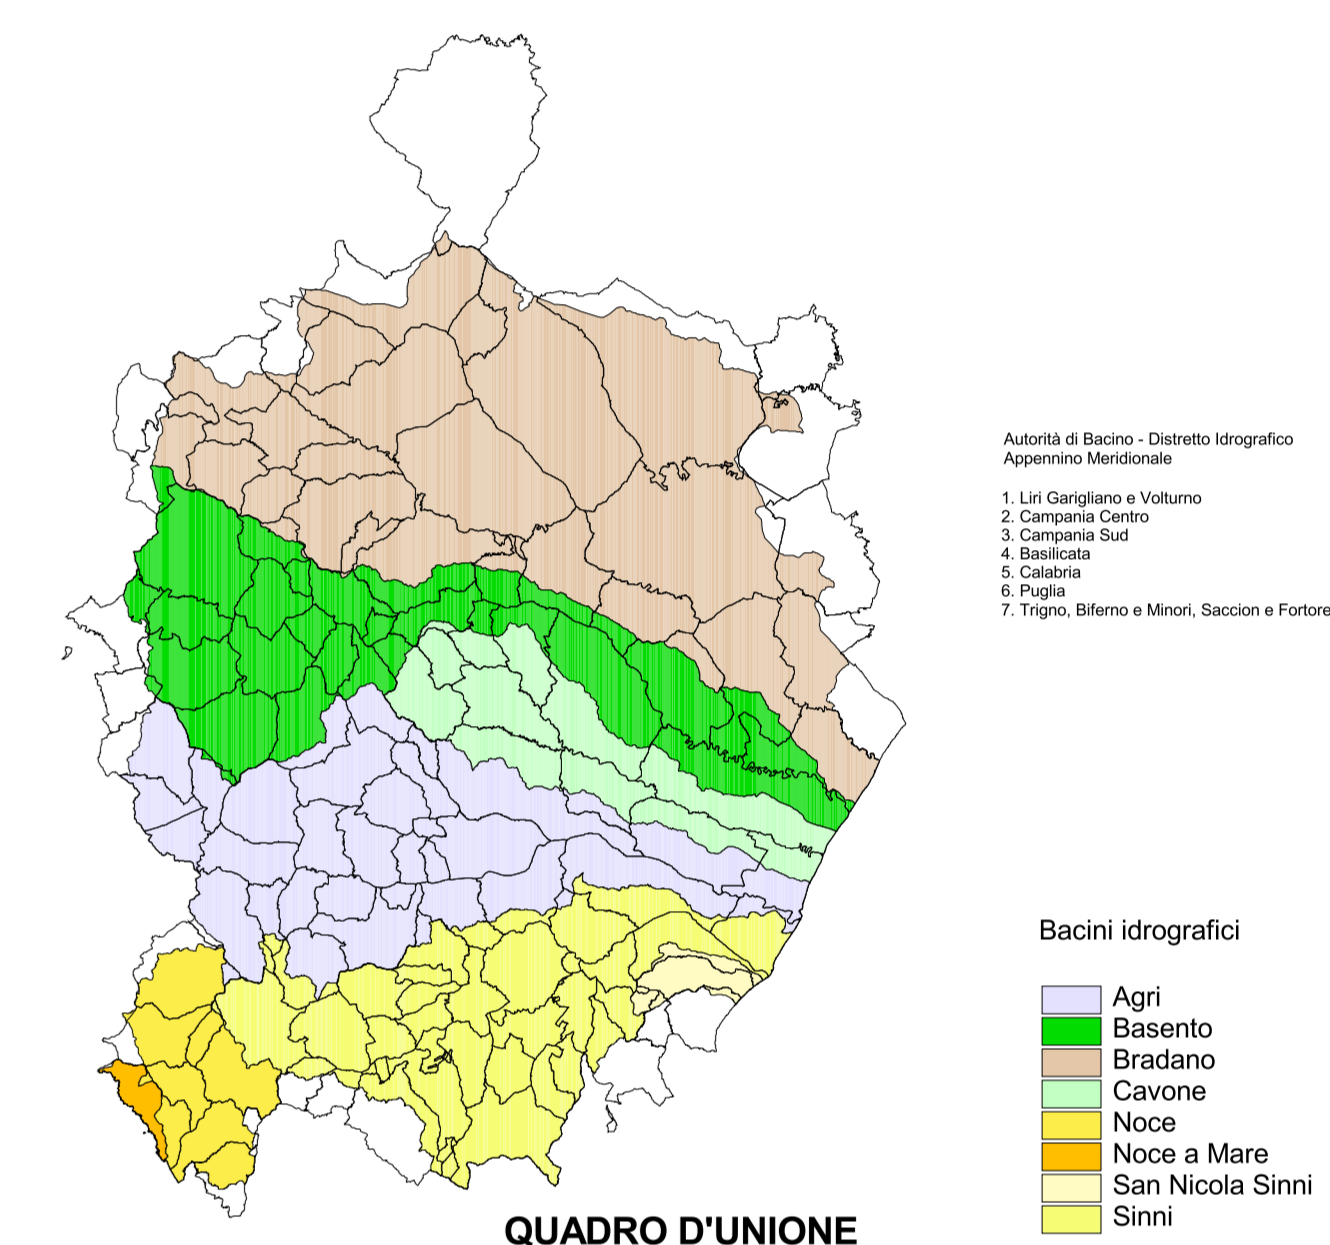 Autorità di Bacino - Distretto Idrografico
Appennino Meridionale
1. Liri Garigliano e Volturno
2. Campania Centro
3. Campania Sud
4. Basilicata
5. Calabria
6. Puglia
7. Trigno, Biferno e Minori, Saccion e Fortore
Bacini idrografici
Agri
Basento
Bradano
Cavone
Noce
Noce a Mare
San Nicola Sinni
Sinni
QUADRO D'UNIONE